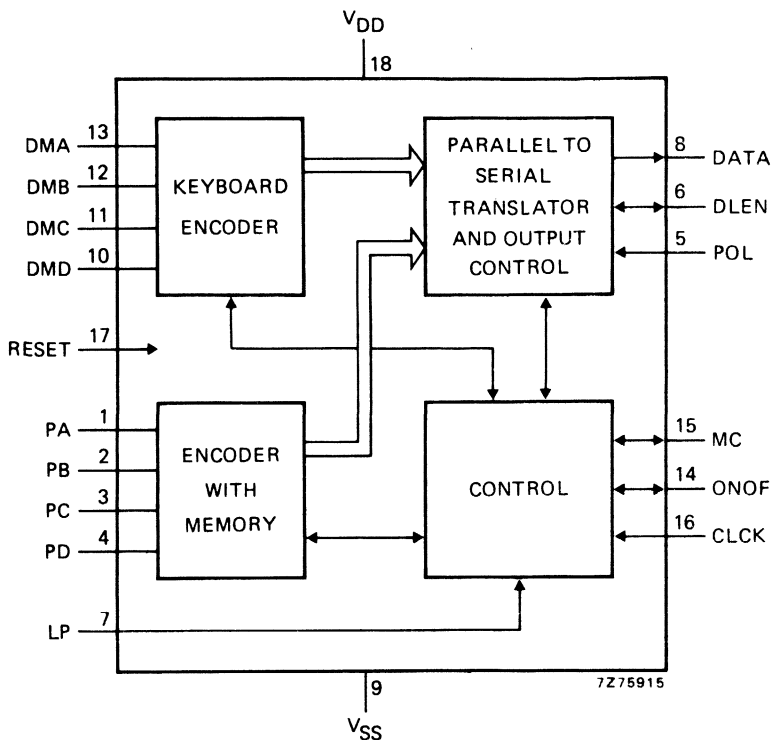 VDD
18
DMA 13
DMB 12
DMC 11
DMD 10
KEYBOARD
ENCODER
PARALLEL TO
SERIAL
TRANSLATOR
AND OUTPUT
CONTROL
8 DATA
6 DLEN
5 POL
RESET 17
PA 1
PB 2
PC 3
PD 4
ENCODER
WITH
MEMORY
CONTROL
15 MC
14 ONOF
16 CLCK
LP 7
9
VSS
7Z75915